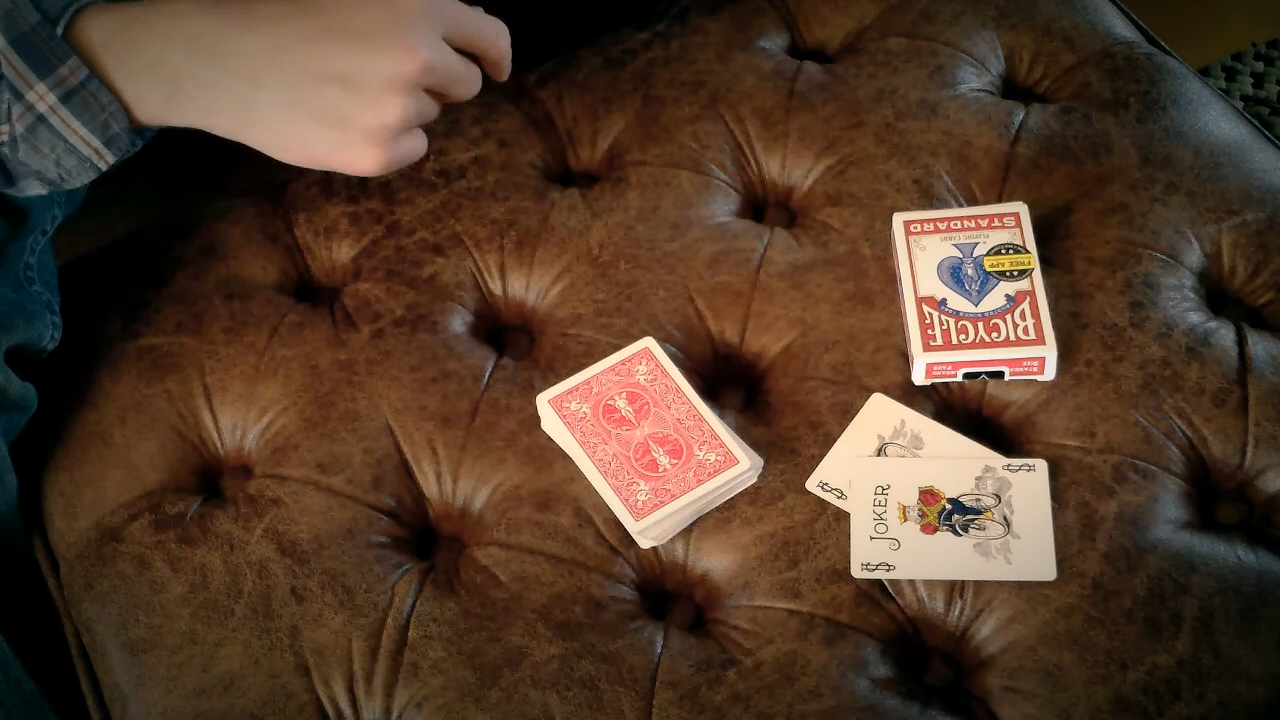 STANDARD
PLAYING CARDS
FREE APP
BICYCLE
JOKER